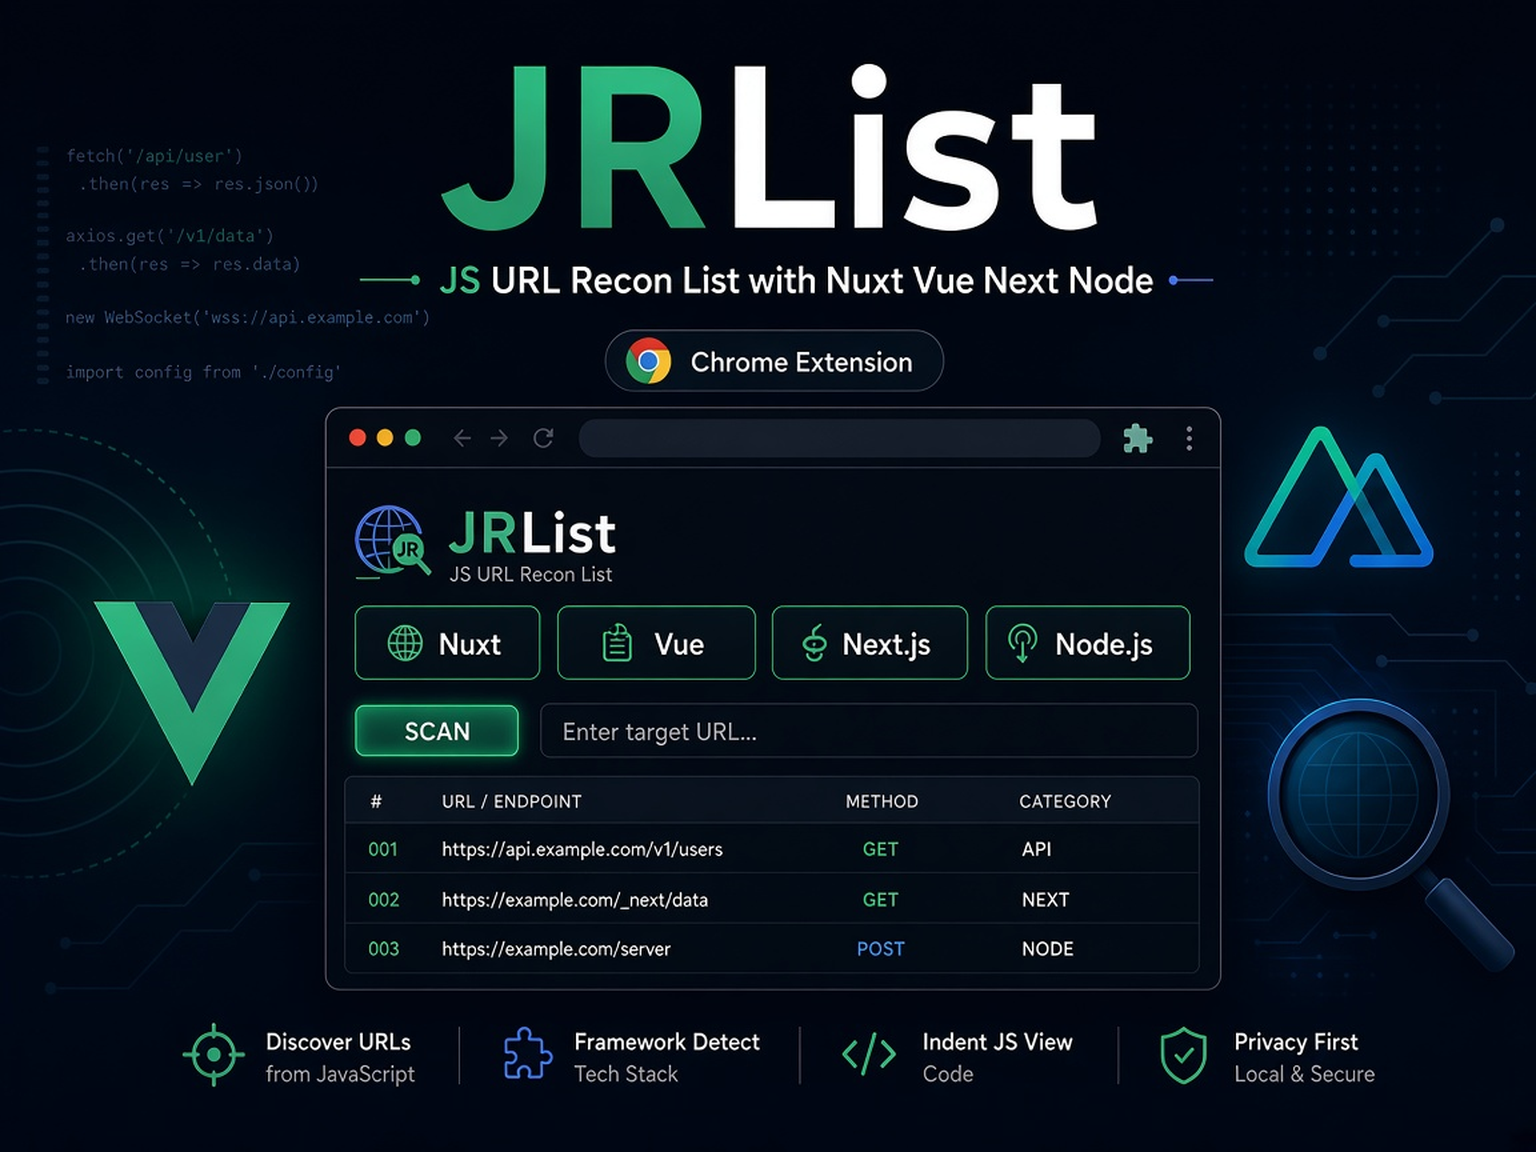 JRList
JS URL Recon List with Nuxt Vue Next Node
Chrome Extension
fetch('/api/user')
.then(res => res.json())
axios.get('/v1/data')
.then(res => res.data)
new WebSocket('wss://api.example.com')
import config from './config'
JR
JRList
JS URL Recon List
Nuxt
Vue
Next.js
Node.js
SCAN
Enter target URL...
# URL / ENDPOINT METHOD CATEGORY
001 https://api.example.com/v1/users GET API
002 https://example.com/_next/data GET NEXT
003 https://example.com/server POST NODE
Discover URLs
from JavaScript
Framework Detect
Tech Stack
Indent JS View
Code
Privacy First
Local & Secure